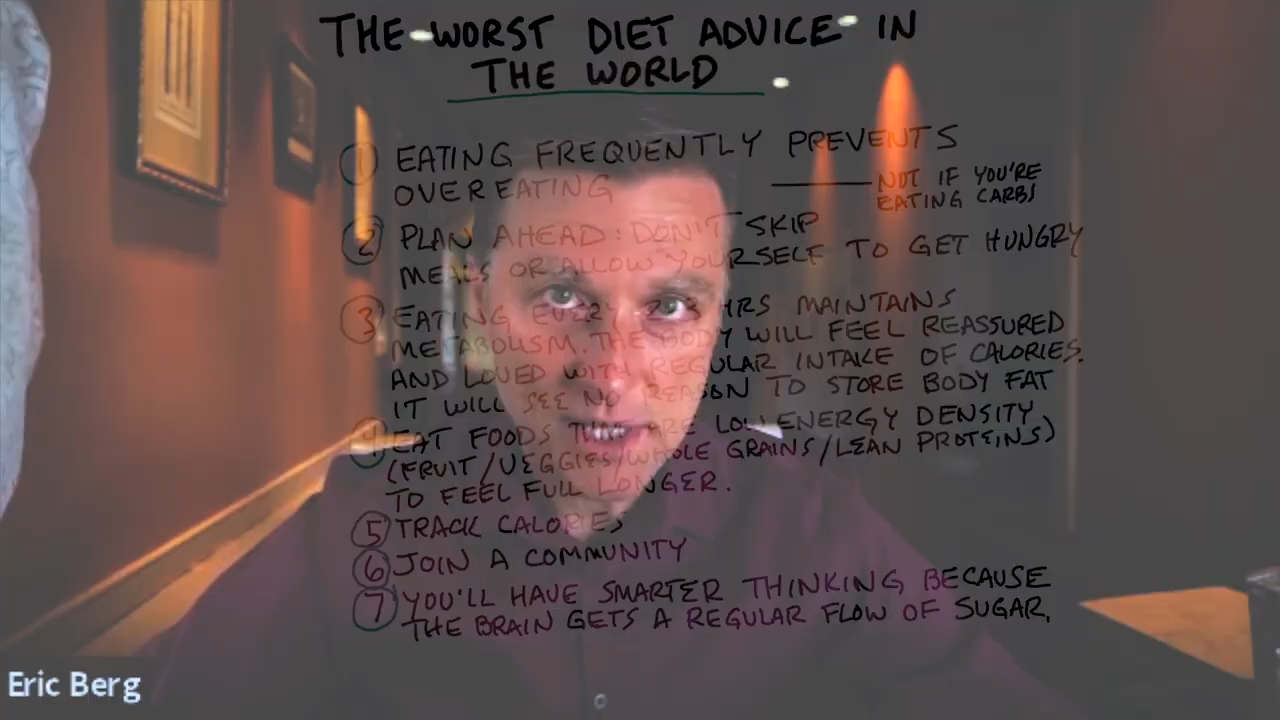 THE WORST DIET ADVICE IN
THE WORLD
1 EATING FREQUENTLY PREVENTS
OVEREATING — NOT IF YOU'RE
EATING CARBS
2 PLAN AHEAD: DON'T SKIP
MEALS OR ALLOW YOURSELF TO GET HUNGRY
3 EATING EVERY 2-3 HRS MAINTAINS
METABOLISM. THE BODY WILL FEEL REASSURED
AND LOVED WITH REGULAR INTAKE OF CALORIES.
IT WILL SEE NO REASON TO STORE BODY FAT
4 EAT FOODS THAT ARE LOW ENERGY DENSITY
(FRUIT/VEGGIES/WHOLE GRAINS/LEAN PROTEINS)
TO FEEL FULL LONGER.
5 TRACK CALORIES
6 JOIN A COMMUNITY
7 YOU'LL HAVE SMARTER THINKING BECAUSE
THE BRAIN GETS A REGULAR FLOW OF SUGAR.
Eric Berg